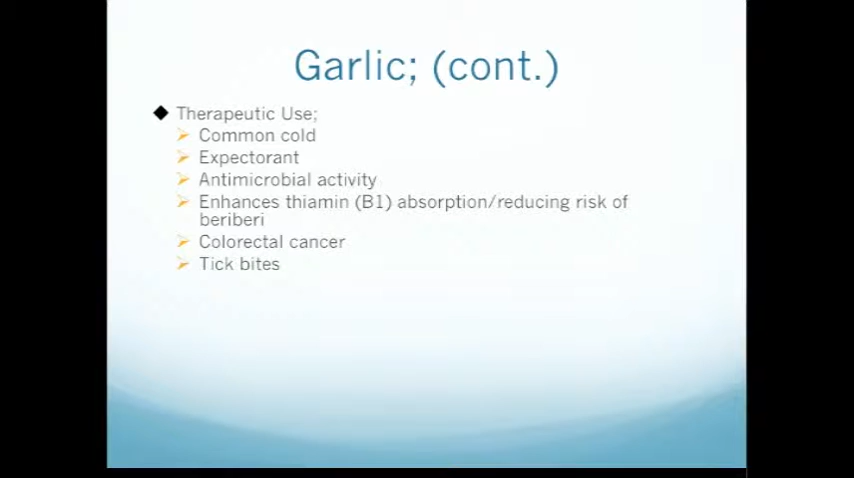 Garlic; (cont.)
Therapeutic Use;
Common cold
Expectorant
Antimicrobial activity
Enhances thiamin (B1) absorption/reducing risk of
beriberi
Colorectal cancer
Tick bites